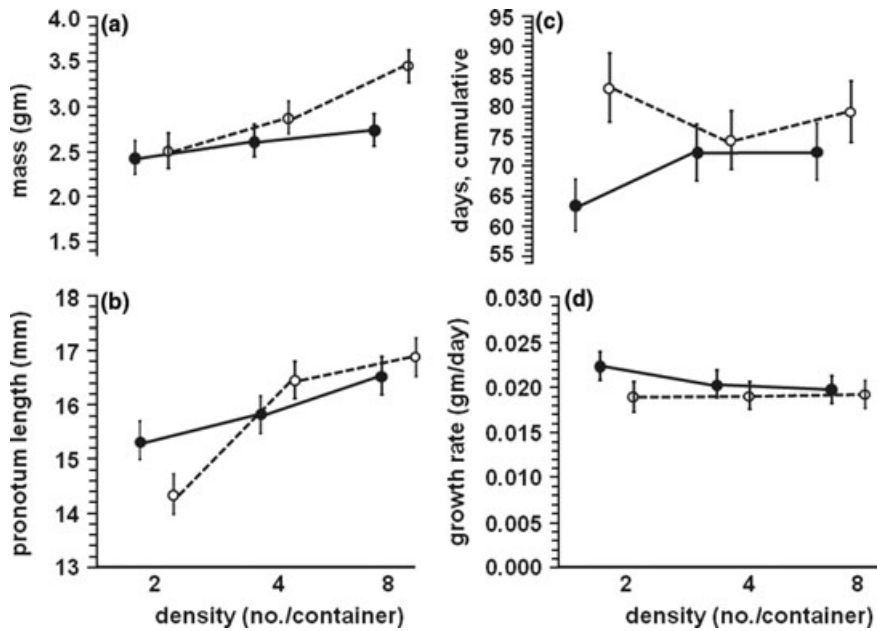 (a)
4.0
3.5
3.0
2.5
2.0
1.5
mass (gm)
(c)
95
90
85
80
75
70
65
60
55
days, cumulative
(b)
18
17
16
15
14
13
pronotum length (mm)
2 4 8
density (no./container)
(d)
0.030
0.025
0.020
0.015
0.010
0.005
0.000
growth rate (gm/day)
2 4 8
density (no./container)